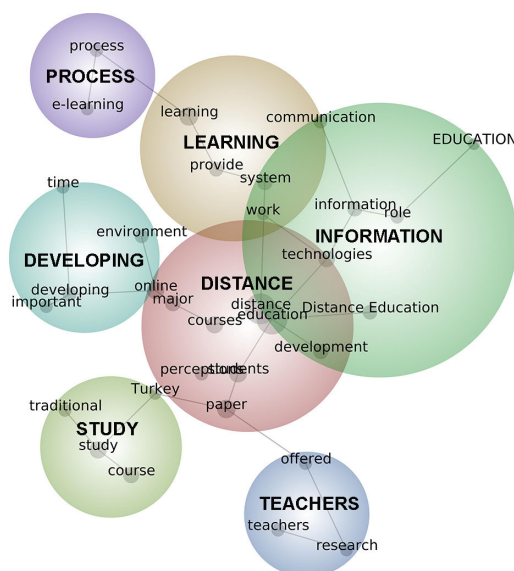 process
PROCESS
e-learning
learning
communication
LEARNING
EDUCATION
provide
system
time
work
information
role
environment
INFORMATION
technologies
DEVELOPING
DISTANCE
online
developing
major
important
distance
Distance Education
education
courses
development
perceptions
students
Turkey
traditional
paper
STUDY
study
offered
course
TEACHERS
teachers
research